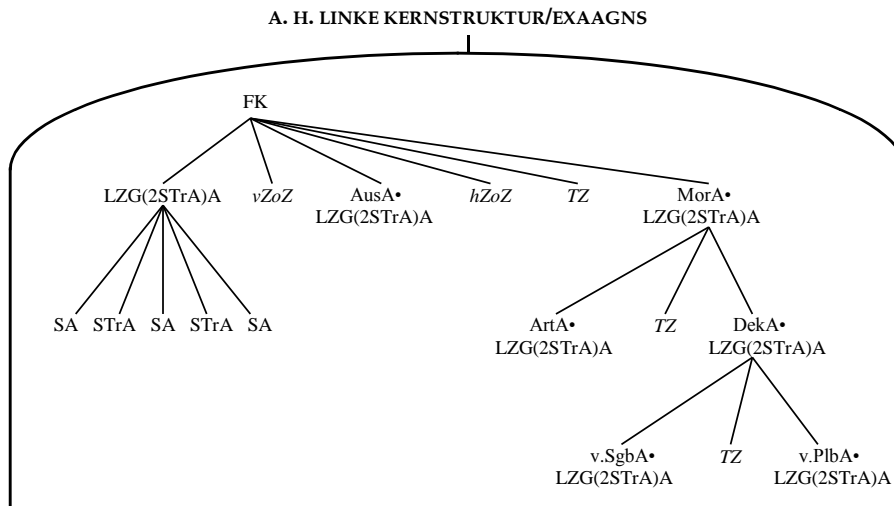 A. H. LINKE KERNSTRUKTUR/EXAAGNS
FK
LZG(2STrA)A vZoZ AusA• hZoZ TZ MorA•
LZG(2STrA)A LZG(2STrA)A
SA STrA SA STrA SA ArtA• TZ DekA•
LZG(2STrA)A LZG(2STrA)A
v.SgbA• TZ v.PlbA•
LZG(2STrA)A LZG(2STrA)A